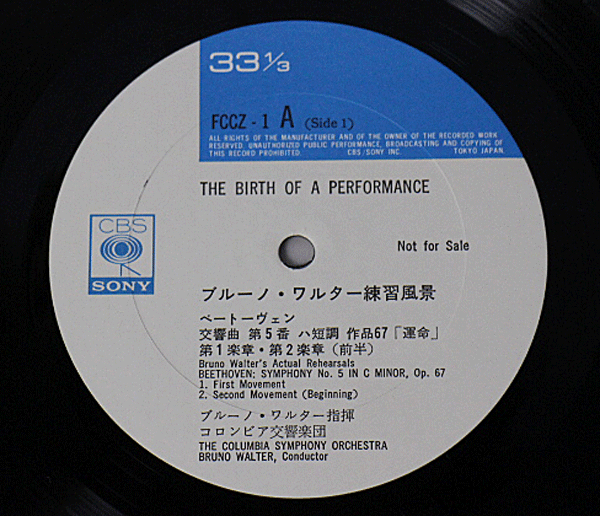 33 1/3
FCCZ - 1 A (Side 1)
ALL RIGHTS OF THE MANUFACTURER AND OF THE OWNER OF THE RECORDED WORK
RESERVED. UNAUTHORIZED PUBLIC PERFORMANCE, BROADCASTING AND COPYING OF
THIS RECORD PROHIBITED. CBS/SONY INC. TOKYO JAPAN.
THE BIRTH OF A PERFORMANCE
CBS
SONY
Not for Sale
ブルーノ・ワルター練習風景
ベートーヴェン
交響曲 第5番 ハ短調 作品67「運命」
第1楽章・第2楽章（前半）
Bruno Walter's Actual Rehearsals
BEETHOVEN: SYMPHONY No. 5 IN C MINOR, Op. 67
1. First Movement
2. Second Movement (Beginning)
ブルーノ・ワルター指揮
コロンビア交響楽団
THE COLUMBIA SYMPHONY ORCHESTRA
BRUNO WALTER, Conductor